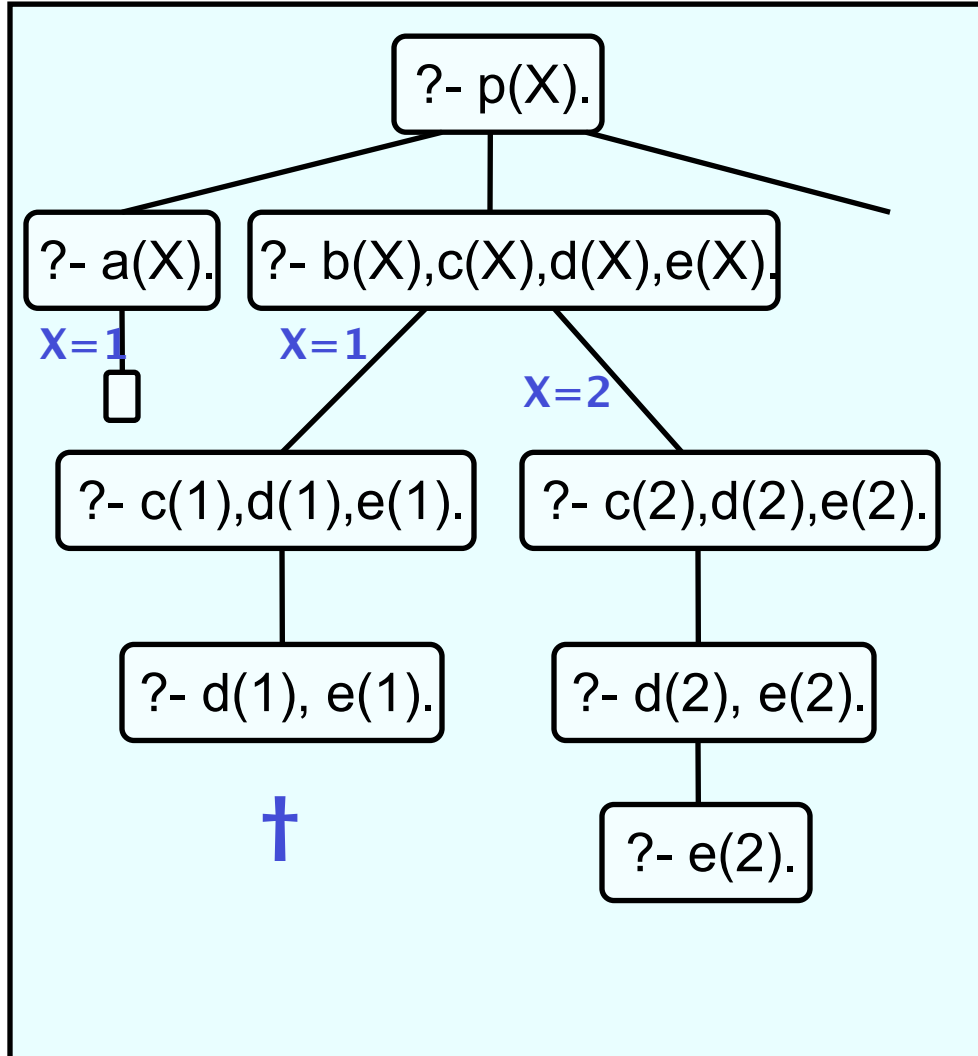 ?- p(X).
?- a(X).
?- b(X),c(X),d(X),e(X).
X=1
X=1
X=2
?- c(1),d(1),e(1).
?- c(2),d(2),e(2).
?- d(1), e(1).
?- d(2), e(2).
†
?- e(2).